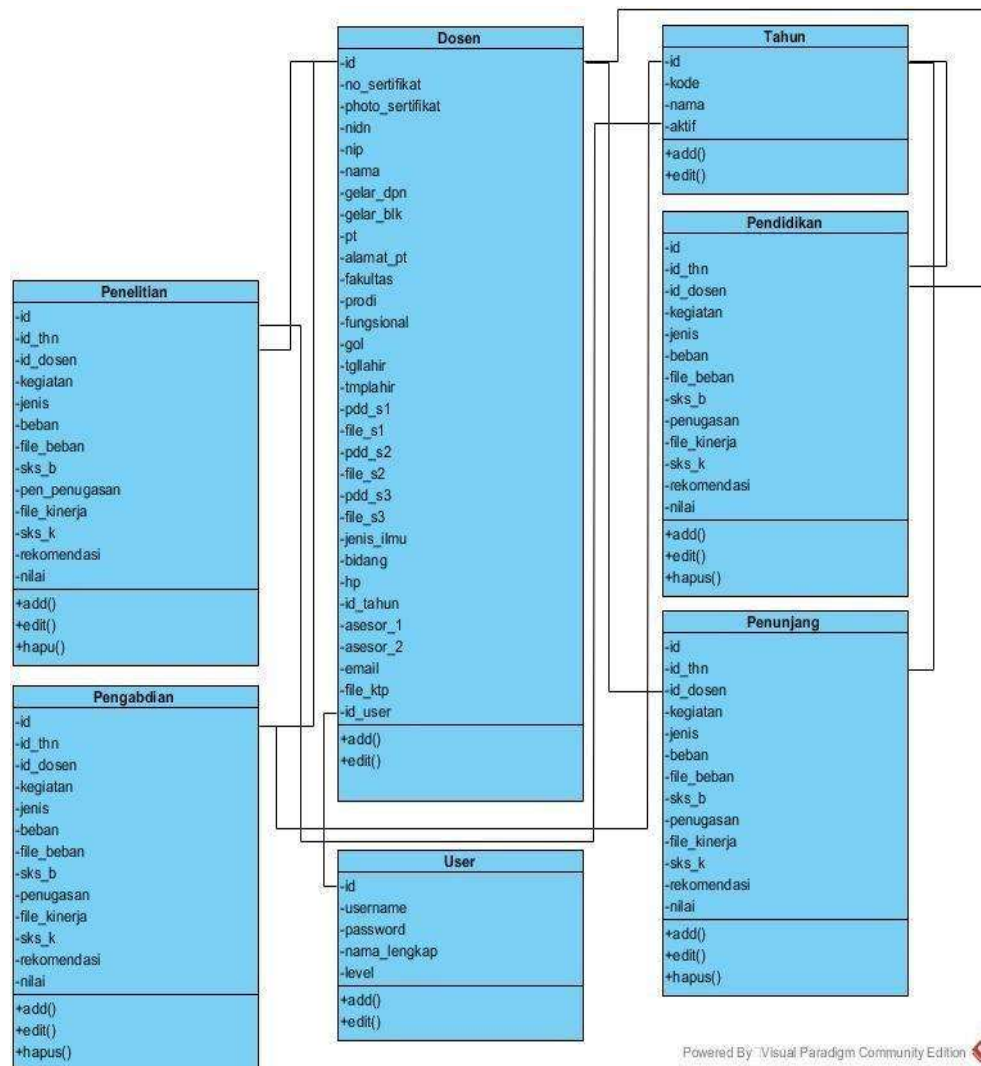 Dosen
-id
-no_sertifikat
-photo_sertifikat
-nidn
-nip
-nama
-gelar_dpn
-gelar_blk
-pt
-alamat_pt
-fakultas
-prodi
-fungsional
-gol
-tgllahir
-tmplahir
-pdd_s1
-file_s1
-pdd_s2
-file_s2
-pdd_s3
-file_s3
-jenis_ilmu
-bidang
-hp
-id_tahun
-asesor_1
-asesor_2
-email
-file_ktp
-id_user
+add()
+edit()
Tahun
-id
-kode
-nama
-aktif
+add()
+edit()
Pendidikan
-id
-id_thn
-id_dosen
-kegiatan
-jenis
-beban
-file_beban
-sks_b
-penugasan
-file_kinerja
-sks_k
-rekomendasi
-nilai
+add()
+edit()
+hapus()
Penelitian
-id
-id_thn
-id_dosen
-kegiatan
-jenis
-beban
-file_beban
-sks_b
-pen_penugasan
-file_kinerja
-sks_k
-rekomendasi
-nilai
+add()
+edit()
+hapu()
Penunjang
-id
-id_thn
-id_dosen
-kegiatan
-jenis
-beban
-file_beban
-sks_b
-penugasan
-file_kinerja
-sks_k
-rekomendasi
-nilai
+add()
+edit()
+hapus()
Pengabdian
-id
-id_thn
-id_dosen
-kegiatan
-jenis
-beban
-file_beban
-sks_b
-penugasan
-file_kinerja
-sks_k
-rekomendasi
-nilai
+add()
+edit()
+hapus()
User
-id
-username
-password
-nama_lengkap
-level
+add()
+edit()
Powered By Visual Paradigm Community Edition